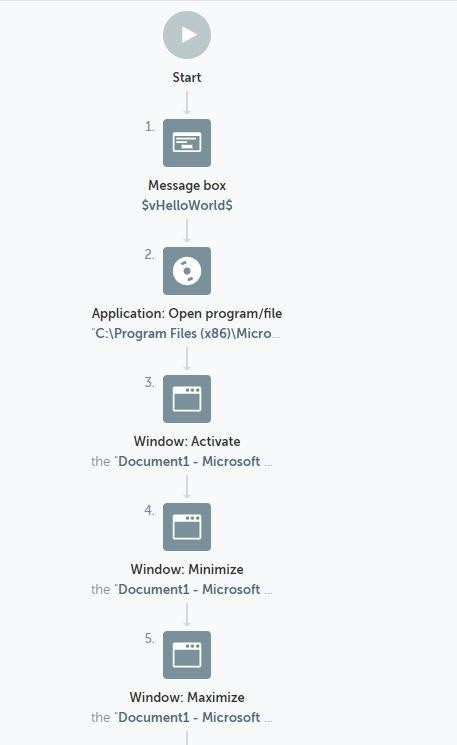 Start
1.
Message box
$vHelloWorld$
2.
Application: Open program/file
"C:\Program Files (x86)\Micro...
3.
Window: Activate
the "Document1 - Microsoft ...
4.
Window: Minimize
the "Document1 - Microsoft ...
5.
Window: Maximize
the "Document1 - Microsoft ...